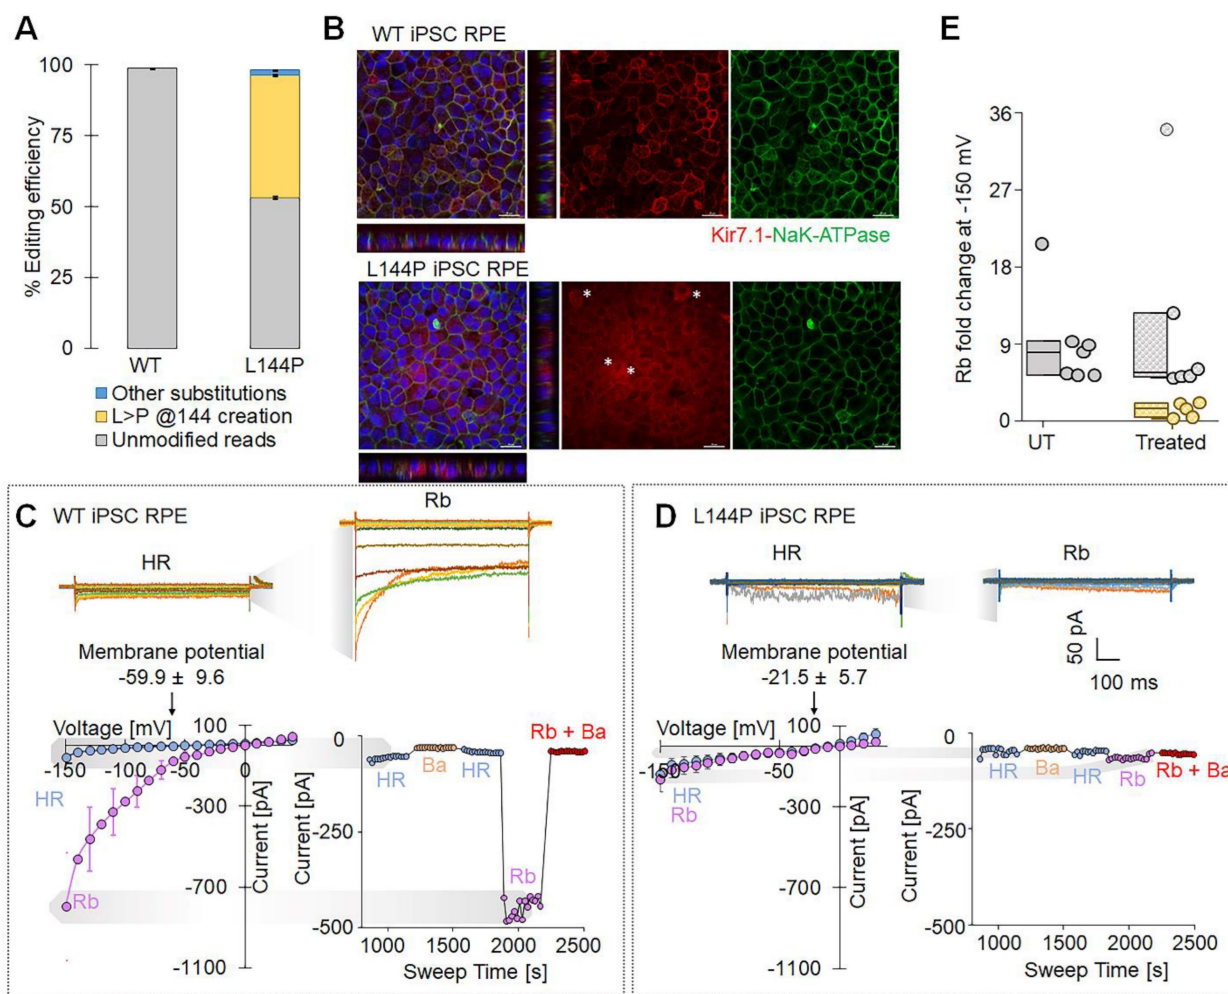 A
% Editing efficiency
100
75
50
25
0
WT
L144P
Other substitutions
L>P @144 creation
Unmodified reads
B
WT iPSC RPE
Kir7.1-NaK-ATPase
L144P iPSC RPE
*
*
*
*
E
Rb fold change at -150 mV
36
27
18
9
0
UT
Treated
C WT iPSC RPE
HR
Rb
Membrane potential
-59.9 ± 9.6
Voltage [mV]
100
-150
-100
-50
0
-300
-700
-1100
HR
Rb
Current [pA]
0
-250
-500
Current [pA]
HR
Ba
HR
Rb
Rb + Ba
1000
1500
2000
2500
Sweep Time [s]
D L144P iPSC RPE
HR
Rb
50 pA
100 ms
Membrane potential
-21.5 ± 5.7
Voltage [mV]
100
-50
-300
-700
-1100
HR
Rb
Current [pA]
0
-250
-500
Current [pA]
HR
Ba
HR
Rb
Rb + Ba
1000
1500
2000
2500
Sweep Time [s]